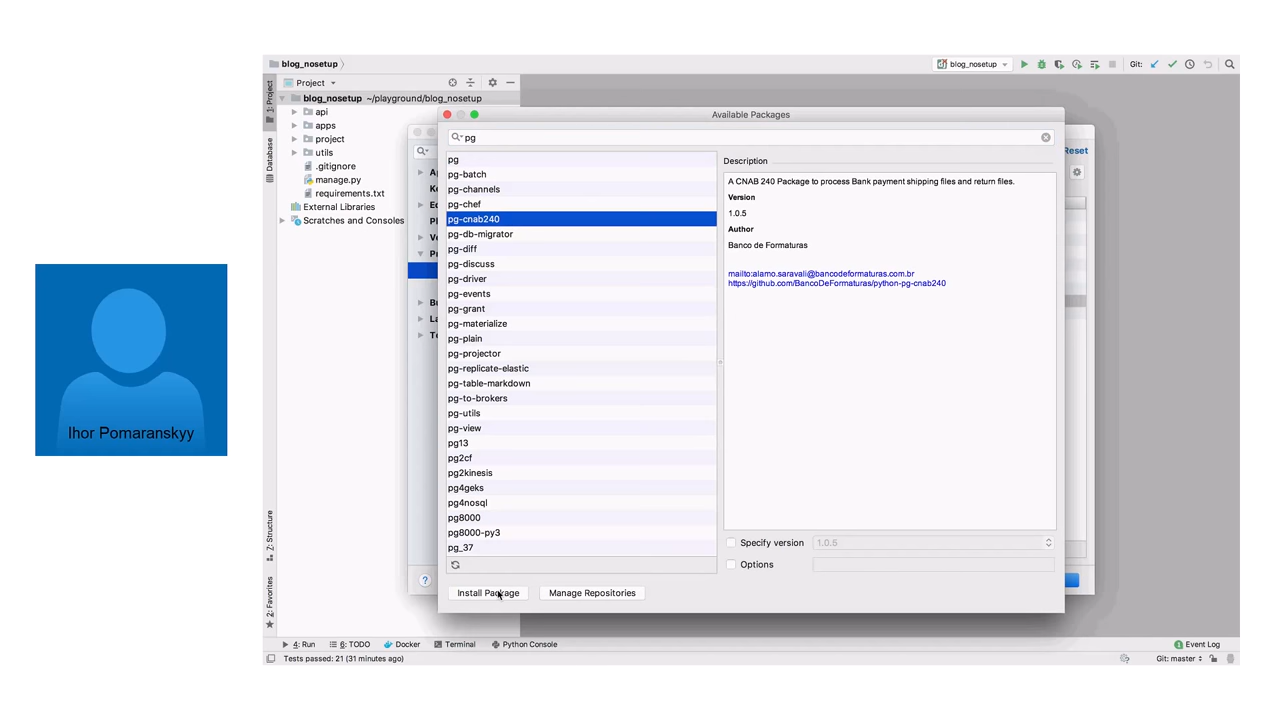 blog_nosetup
blog_nosetup
Git:
1: Project
Project
blog_nosetup ~/playground/blog_nosetup
api
apps
project
utils
.gitignore
manage.py
requirements.txt
External Libraries
Scratches and Consoles
Database
Z: Structure
2: Favorites
Reset
Available Packages
pg
pg
pg-batch
pg-channels
pg-chef
pg-cnab240
pg-db-migrator
pg-diff
pg-discuss
pg-driver
pg-events
pg-grant
pg-materialize
pg-plain
pg-projector
pg-replicate-elastic
pg-table-markdown
pg-to-brokers
pg-utils
pg-view
pg13
pg2cf
pg2kinesis
pg4geks
pg4nosql
pg8000
pg8000-py3
pg_37
Description
A CNAB 240 Package to process Bank payment shipping files and return files.
Version
1.0.5
Author
Banco de Formaturas
mailto:alamo.saravali@bancodeformaturas.com.br
https://github.com/BancoDeFormaturas/python-pg-cnab240
Specify version 1.0.5
Options
Install Package
Manage Repositories
4: Run
6: TODO
Docker
Terminal
Python Console
1 Event Log
Tests passed: 21 (31 minutes ago)
Git: master
Ihor Pomaranskyy